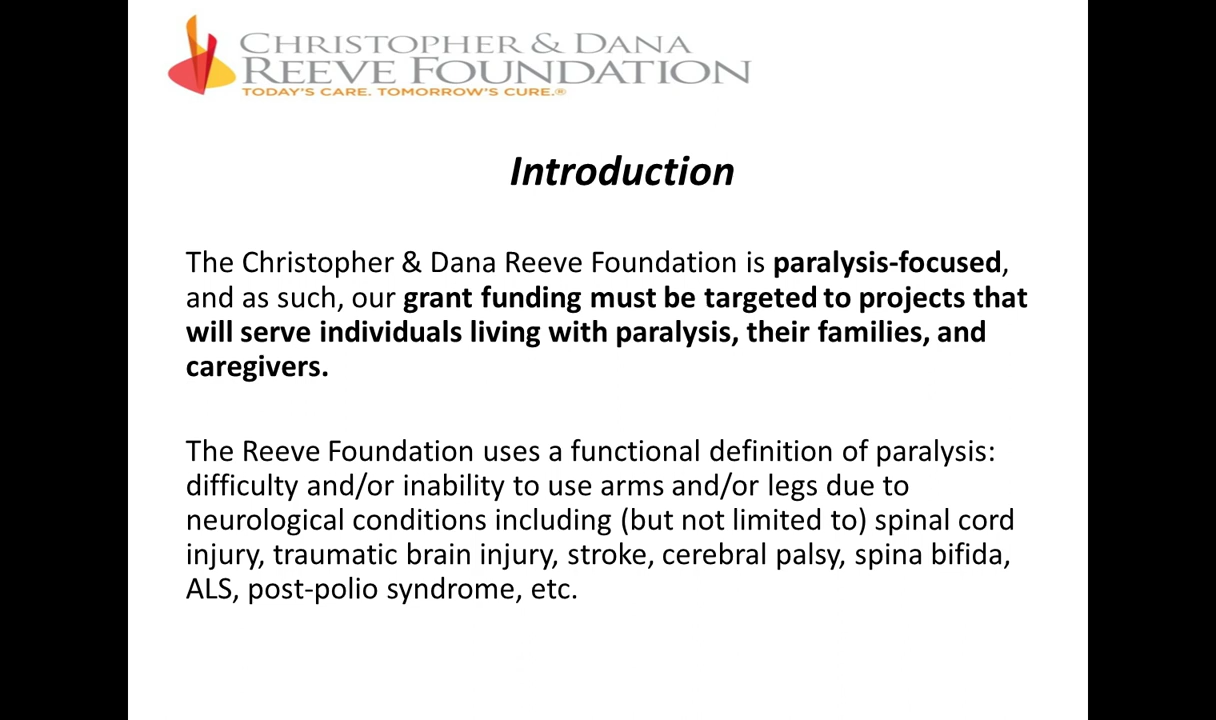 CHRISTOPHER & DANA
REEVE FOUNDATION
TODAY'S CARE. TOMORROW'S CURE.®
Introduction
The Christopher & Dana Reeve Foundation is paralysis-focused,
and as such, our grant funding must be targeted to projects that
will serve individuals living with paralysis, their families, and
caregivers.
The Reeve Foundation uses a functional definition of paralysis:
difficulty and/or inability to use arms and/or legs due to
neurological conditions including (but not limited to) spinal cord
injury, traumatic brain injury, stroke, cerebral palsy, spina bifida,
ALS, post-polio syndrome, etc.